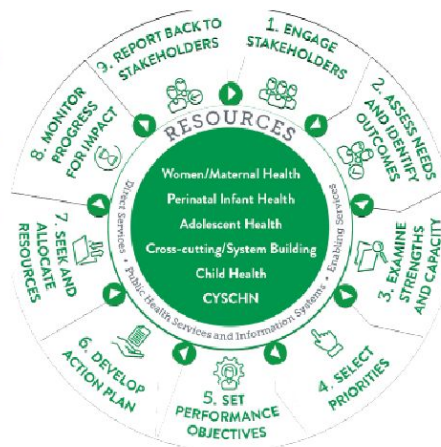 1. ENGAGE
STAKEHOLDERS
2. ASSESS NEEDS
AND IDENTIFY
OUTCOMES
3. EXAMINE
STRENGTHS
AND CAPACITY
4. SELECT
PRIORITIES
5. SET
PERFORMANCE
OBJECTIVES
6. DEVELOP
ACTION PLAN
7. SEEK AND
ALLOCATE
RESOURCES
8. MONITOR
PROGRESS
FOR IMPACT
9. REPORT BACK TO
STAKEHOLDERS
RESOURCES
Direct Services • Public Health Services and Information Systems • Enabling Services
Women/Maternal Health
Perinatal Infant Health
Adolescent Health
Cross-cutting/System Building
Child Health
CYSCHN